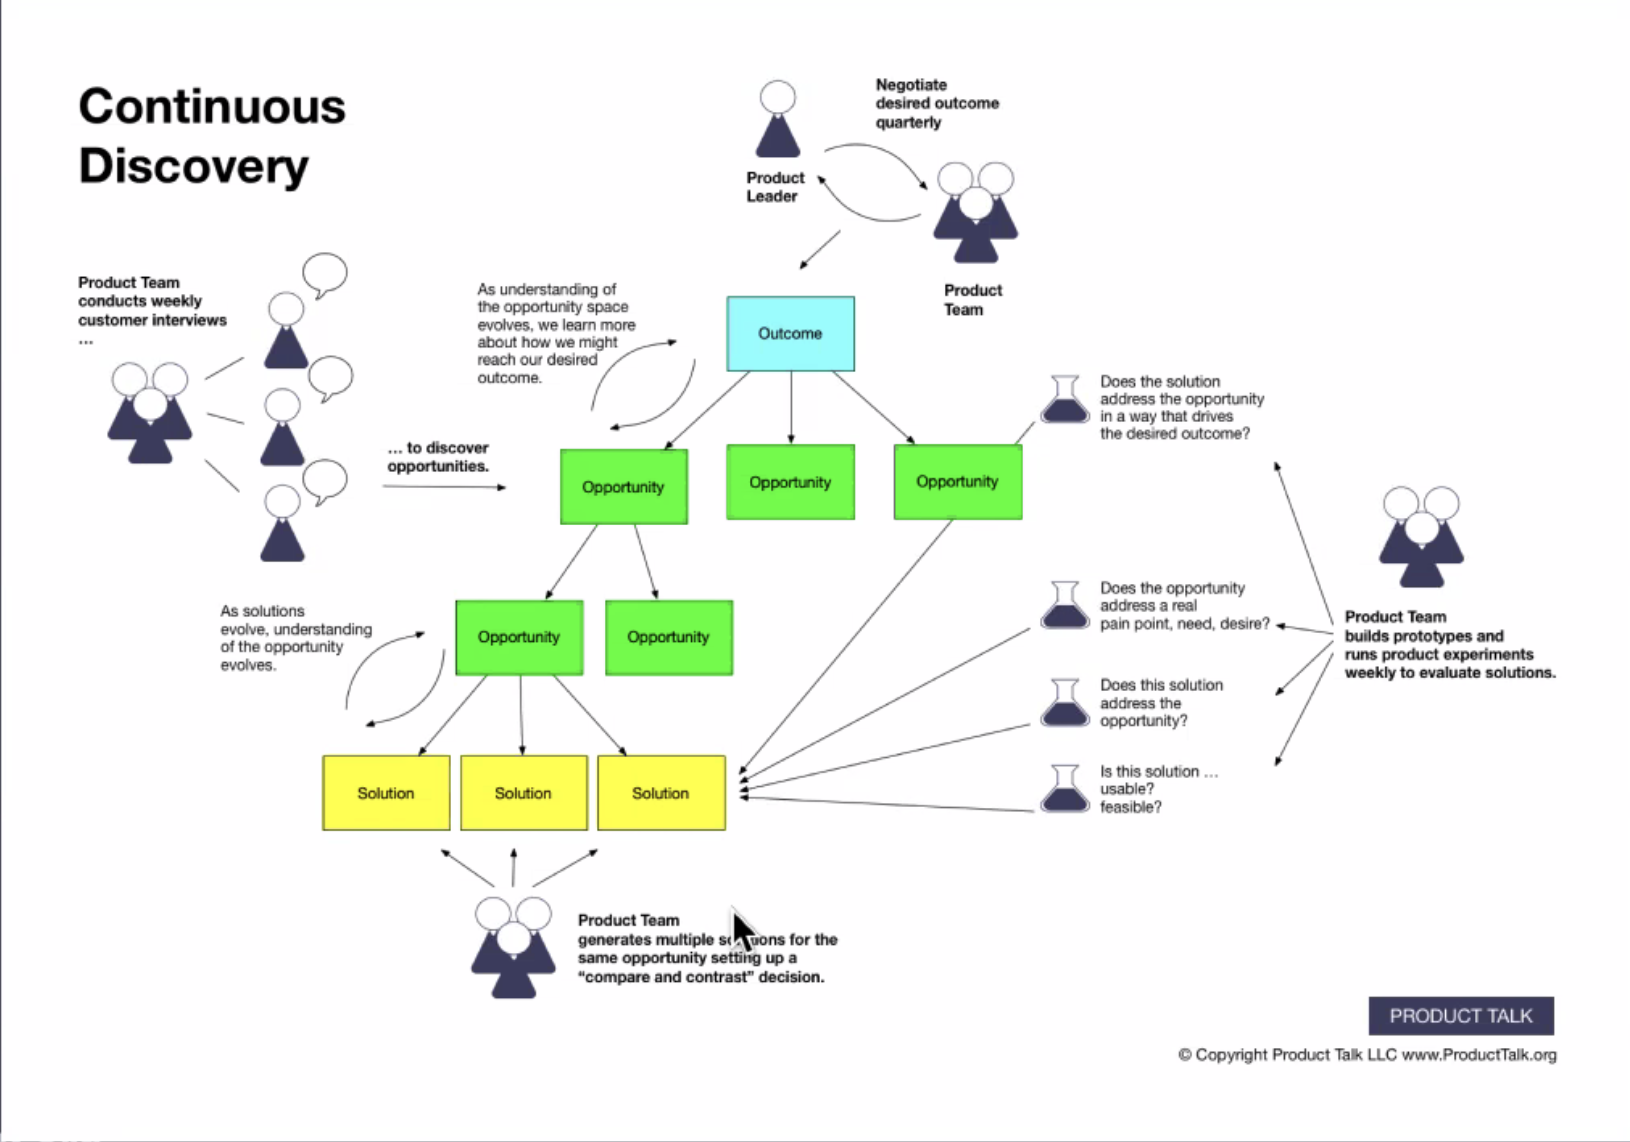 Continuous
Discovery
Negotiate
desired outcome
quarterly
Product
Leader
Product
Team
Product Team
conducts weekly
customer interviews
...
... to discover
opportunities.
As understanding of
the opportunity space
evolves, we learn more
about how we might
reach our desired
outcome.
Outcome
Opportunity
Opportunity
Opportunity
Does the solution
address the opportunity
in a way that drives
the desired outcome?
As solutions
evolve, understanding
of the opportunity
evolves.
Opportunity
Opportunity
Does the opportunity
address a real
pain point, need, desire?
Does this solution
address the
opportunity?
Is this solution ...
usable?
feasible?
Product Team
builds prototypes and
runs product experiments
weekly to evaluate solutions.
Solution
Solution
Solution
Product Team
generates multiple solutions for the
same opportunity setting up a
“compare and contrast” decision.
PRODUCT TALK
© Copyright Product Talk LLC www.ProductTalk.org